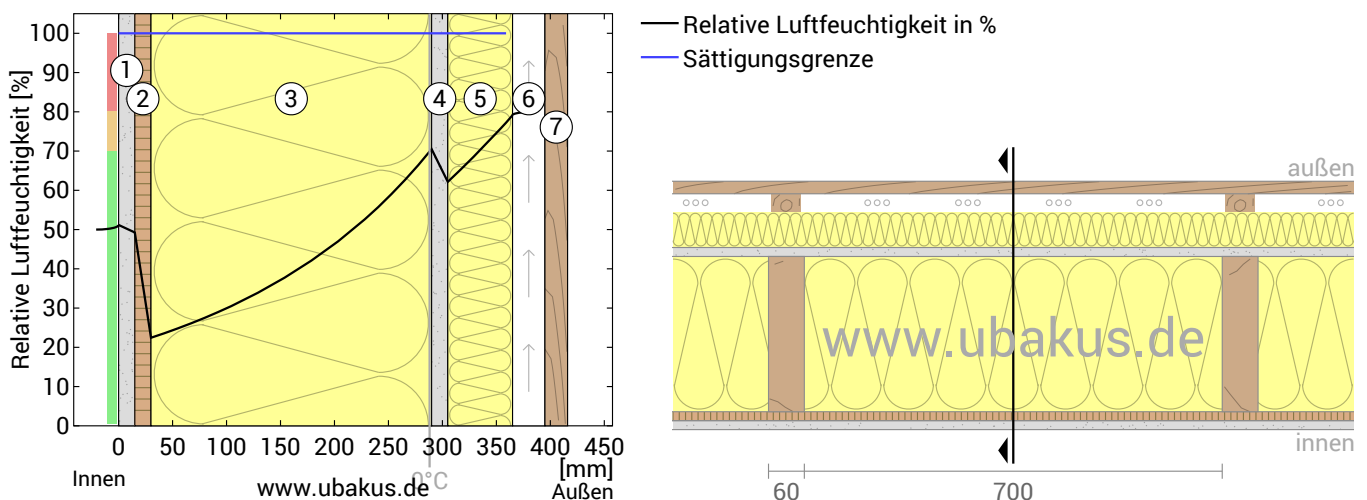 Relative Luftfeuchtigkeit [%]
100
90
80
70
60
50
40
30
20
10
0
1
2
3
4
5
6
7
0 50 100 150 200 250 300 350 400 450
[mm]
0°C
Innen
www.ubakus.de
Außen
Relative Luftfeuchtigkeit in %
Sättigungsgrenze
außen
www.ubakus.de
innen
60
700